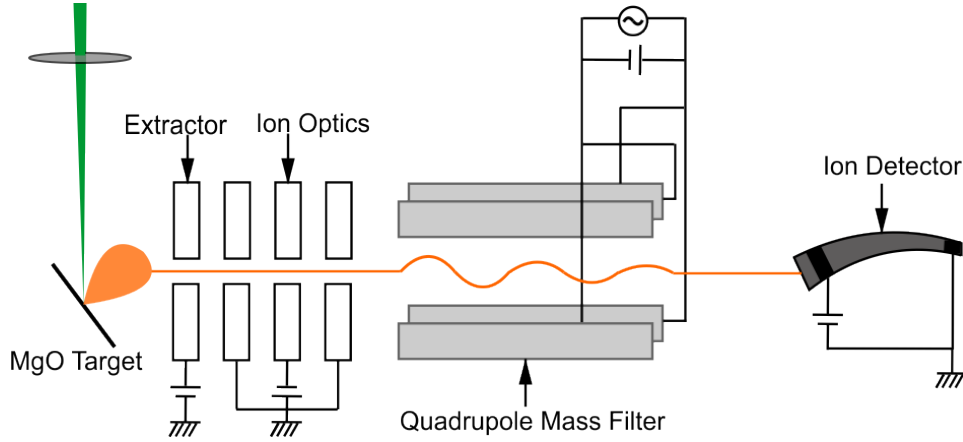 Extractor
Ion Optics
Ion Detector
MgO Target
Quadrupole Mass Filter